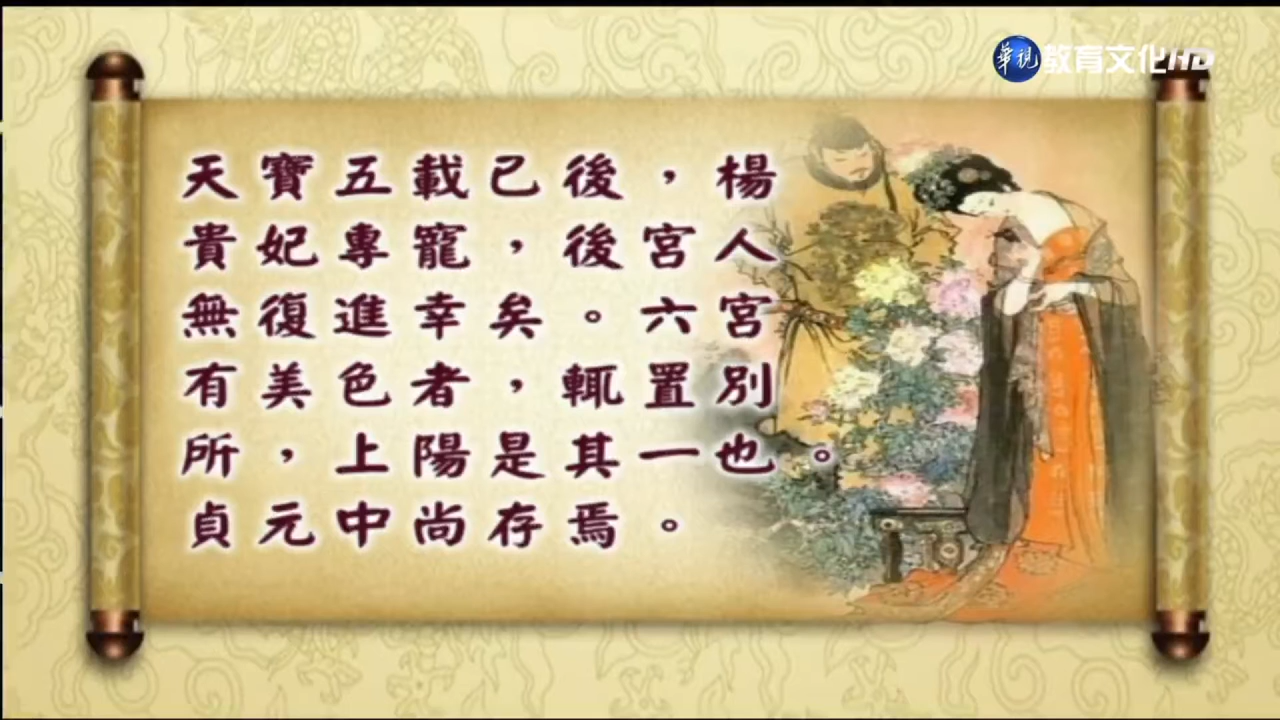 華視 教育文化HD
天寶五載已後，楊
貴妃專寵，後宮人
無復進幸矣。六宮
有美色者，輒置別
所，上陽是其一也。
貞元中尚存焉。